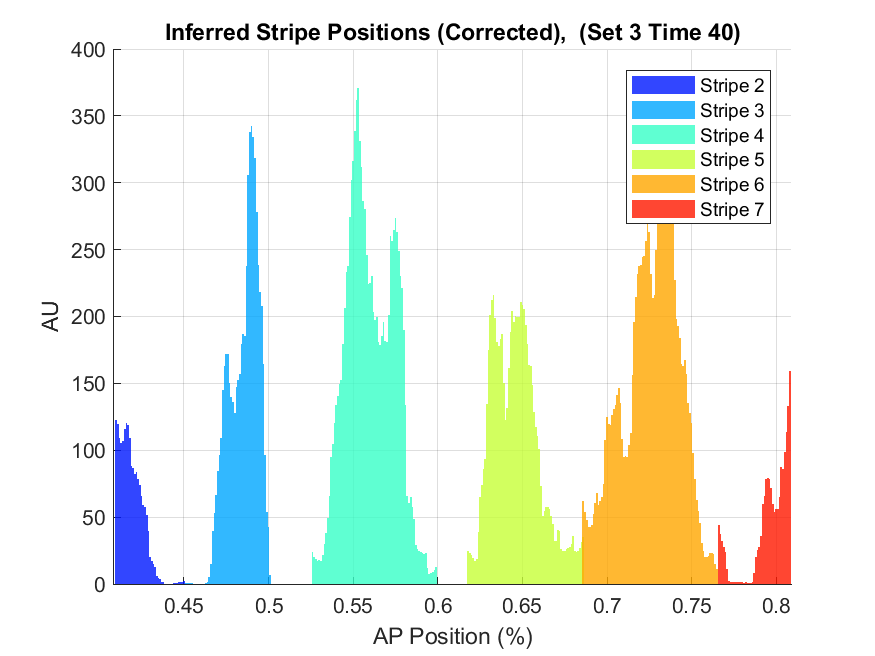 Inferred Stripe Positions (Corrected),  (Set 3 Time 40)
400
350
300
250
200
150
100
50
0
AU
Stripe 2
Stripe 3
Stripe 4
Stripe 5
Stripe 6
Stripe 7
0.45 0.5 0.55 0.6 0.65 0.7 0.75 0.8
AP Position (%)